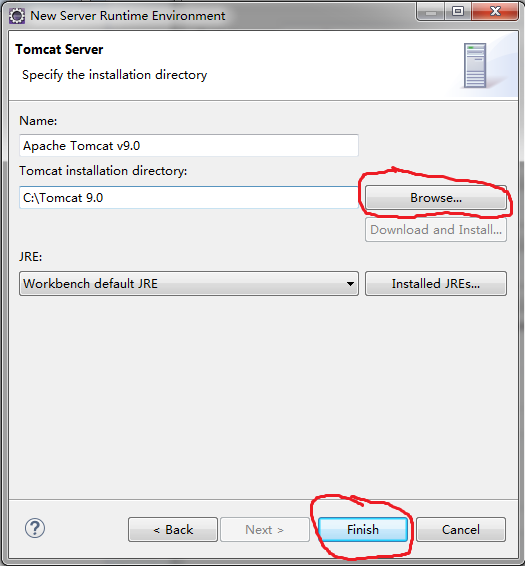 New Server Runtime Environment
Tomcat Server
Specify the installation directory
Name:
Apache Tomcat v9.0
Tomcat installation directory:
C:\Tomcat 9.0
Browse...
Download and Install...
JRE:
Workbench default JRE
Installed JREs...
?
< Back
Next >
Finish
Cancel